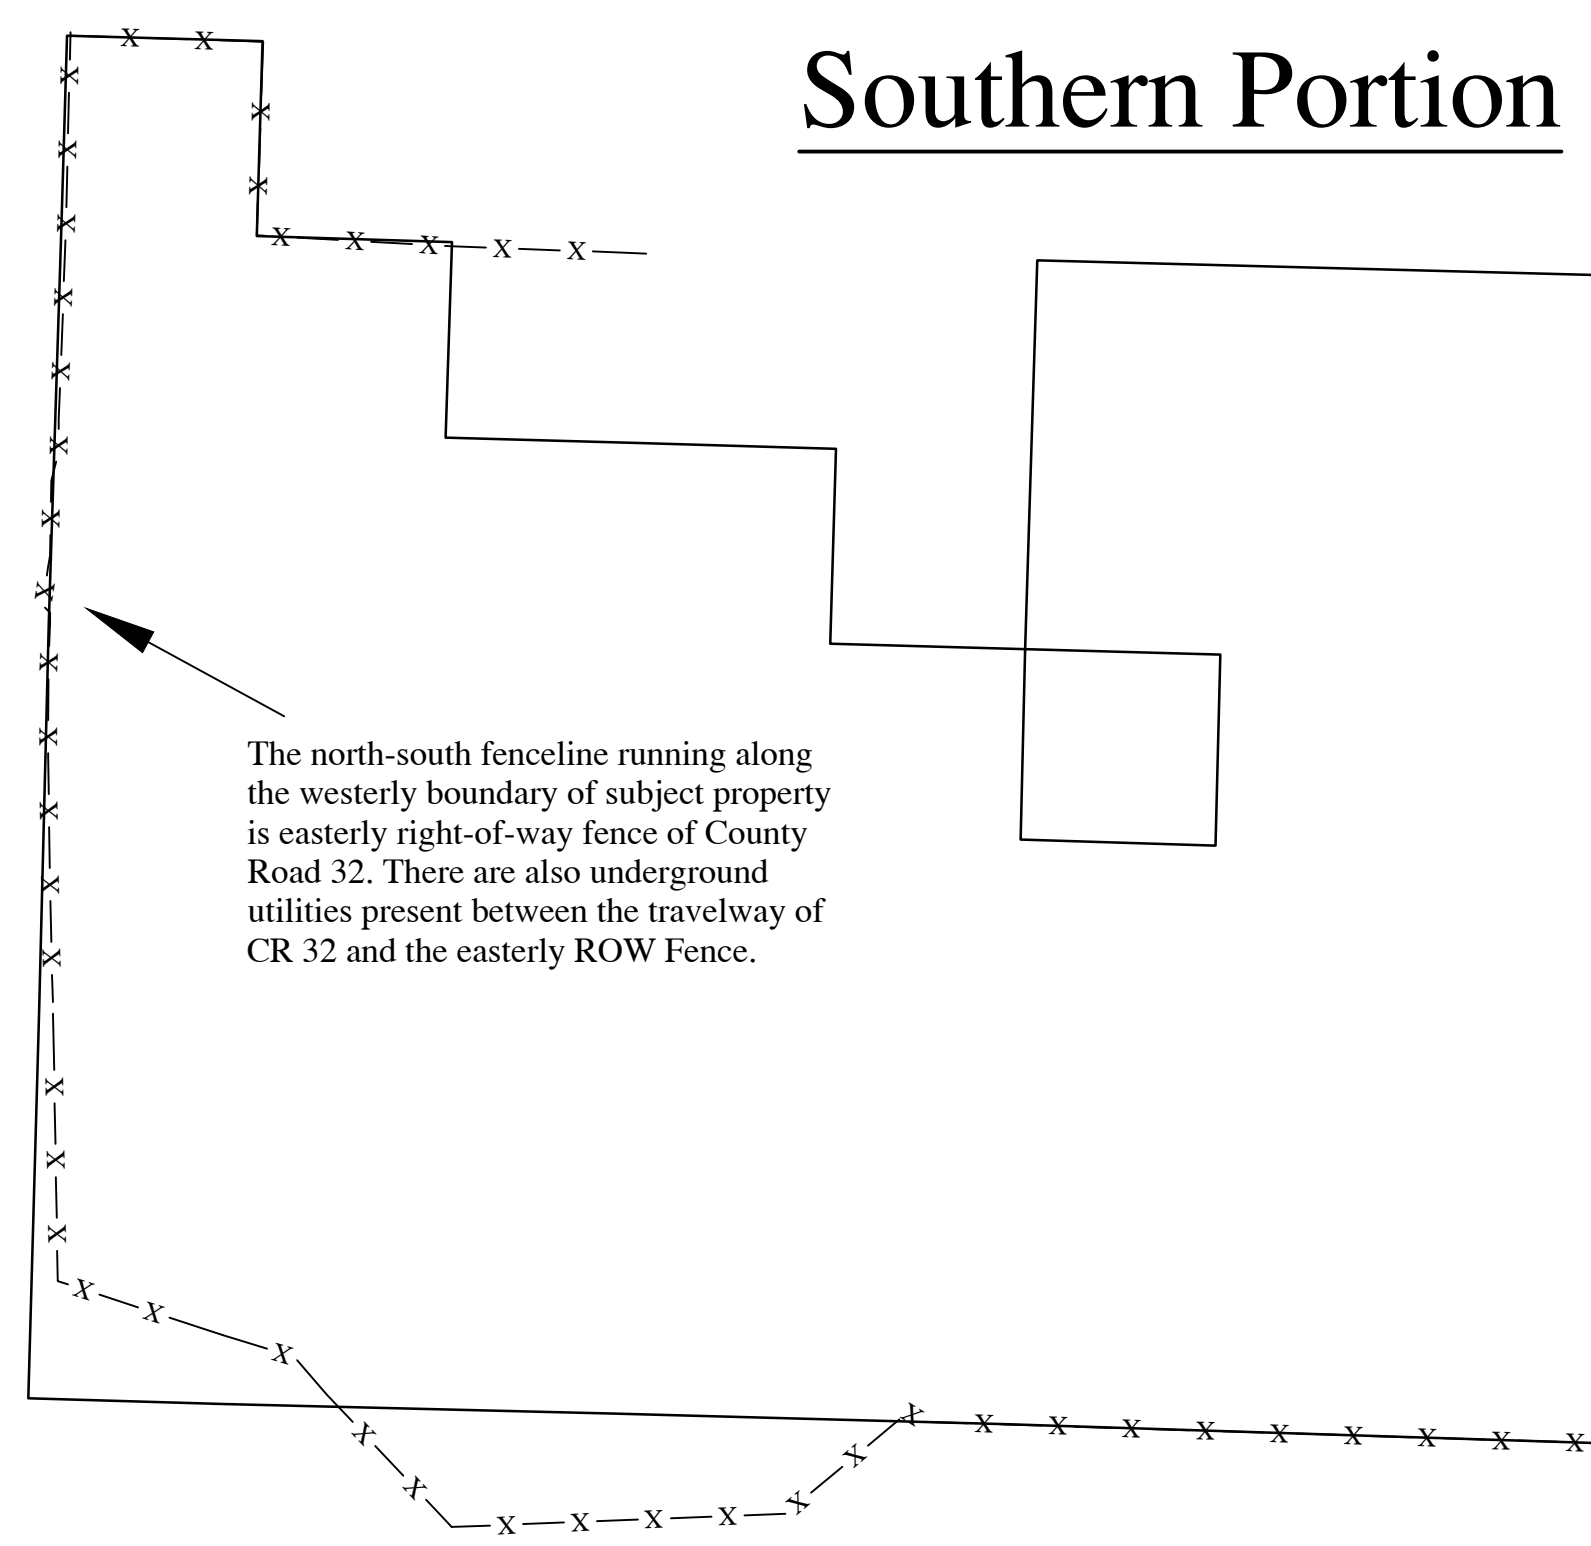 Southern Portion
The north-south fenceline running along
the westerly boundary of subject property
is easterly right-of-way fence of County
Road 32. There are also underground
utilities present between the travelway of
CR 32 and the easterly ROW Fence.